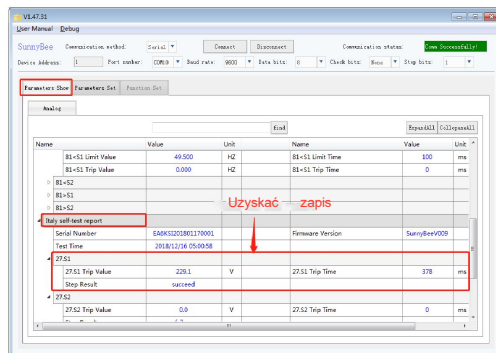 V1.47.31
User Manual Debug
SunnyBee Communication method: Serial Connect Disconnect Communication status: Comm Successfully!
Device Address: 1 Port number: COM10 Baud rate: 9600 Data bits: 8 Check bits: None Stop bits: 1
Parameters Show Parameters Set Function Set
Analog
find ExpandAll CollapseAll
Name Value Unit Name Value Unit
81<S1 Limit Value 49.500 HZ 81<S1 Limit Time 100 ms
81<S1 Trip Value 0.000 HZ 81<S1 Trip Time 0 ms
81<S2
81>S1
81>S2
Uzyskać zapis
Italy self-test report
Serial Number EA6KSI201801170001 Firmware Version SunnyBeeV009
Test Time 2018/12/16 05:00:58
27.S1
27.S1 Trip Value 229.1 V 27.S1 Trip Time 378 ms
Step Result succeed
27.S2
27.S2 Trip Value 0.0 V 27.S2 Trip Time 0 ms